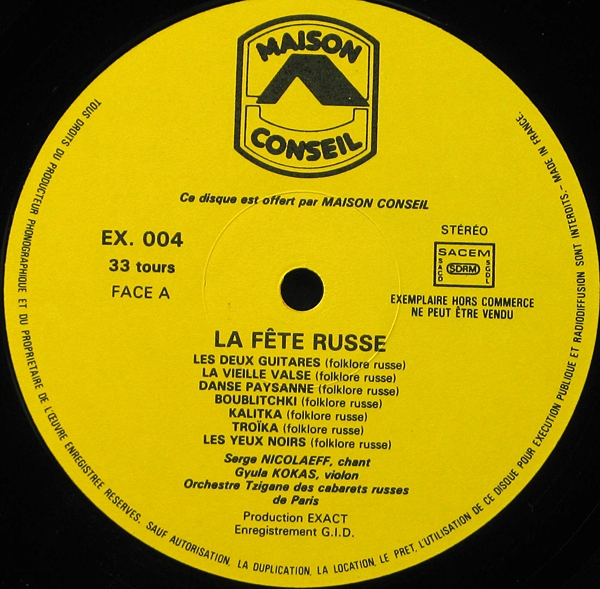 MAISON
CONSEIL
Ce disque est offert par MAISON CONSEIL
EX. 004
33 tours
FACE A
STÉRÉO
SACEM
SACD
SDRM
SGDL
EXEMPLAIRE HORS COMMERCE
NE PEUT ÊTRE VENDU
LA FÊTE RUSSE
LES DEUX GUITARES (folklore russe)
LA VIEILLE VALSE (folklore russe)
DANSE PAYSANNE (folklore russe)
BOUBLITCHKI (folklore russe)
KALITKA (folklore russe)
TROÏKA (folklore russe)
LES YEUX NOIRS (folklore russe)
Serge NICOLAEFF, chant
Gyula KOKAS, violon
Orchestre Tzigane des cabarets russes
de Paris
Production EXACT
Enregistrement G.I.D.
TOUS DROITS DU PRODUCTEUR PHONOGRAPHIQUE ET DU PROPRIETAIRE DE L'ŒUVRE ENREGISTREE RESERVES. SAUF AUTORISATION, LA DUPLICATION, LA LOCATION, LE PRET, L'UTILISATION DE CE DISQUE POUR EXECUTION PUBLIQUE ET RADIODIFFUSION SONT INTERDITS - MADE IN FRANCE.